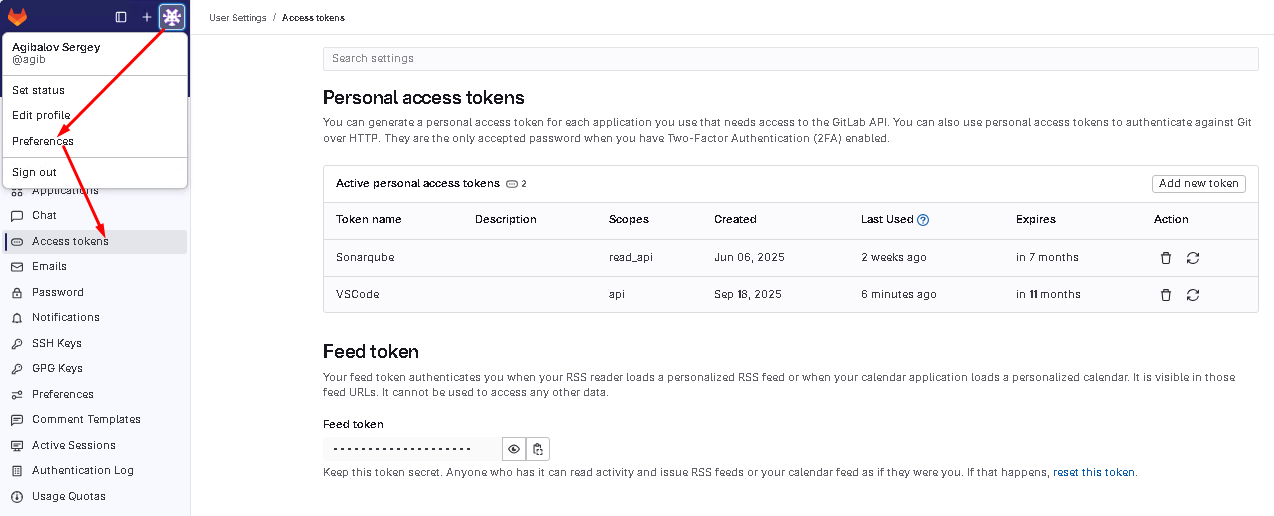 User Settings / Access tokens
Agibalov Sergey
@agib
Set status
Edit profile
Preferences
Sign out
Applications
Chat
Access tokens
Emails
Password
Notifications
SSH Keys
GPG Keys
Preferences
Comment Templates
Active Sessions
Authentication Log
Usage Quotas
Search settings
Personal access tokens
You can generate a personal access token for each application you use that needs access to the GitLab API. You can also use personal access tokens to authenticate against Git
over HTTP. They are the only accepted password when you have Two-Factor Authentication (2FA) enabled.
Active personal access tokens 2 Add new token
Token name Description Scopes Created Last Used Expires Action
Sonarqube read_api Jun 06, 2025 2 weeks ago in 7 months
VSCode api Sep 18, 2025 6 minutes ago in 11 months
Feed token
Your feed token authenticates you when your RSS reader loads a personalized RSS feed or when your calendar application loads a personalized calendar. It is visible in those
feed URLs. It cannot be used to access any other data.
Feed token
Keep this token secret. Anyone who has it can read activity and issue RSS feeds or your calendar feed as if they were you. If that happens, reset this token.